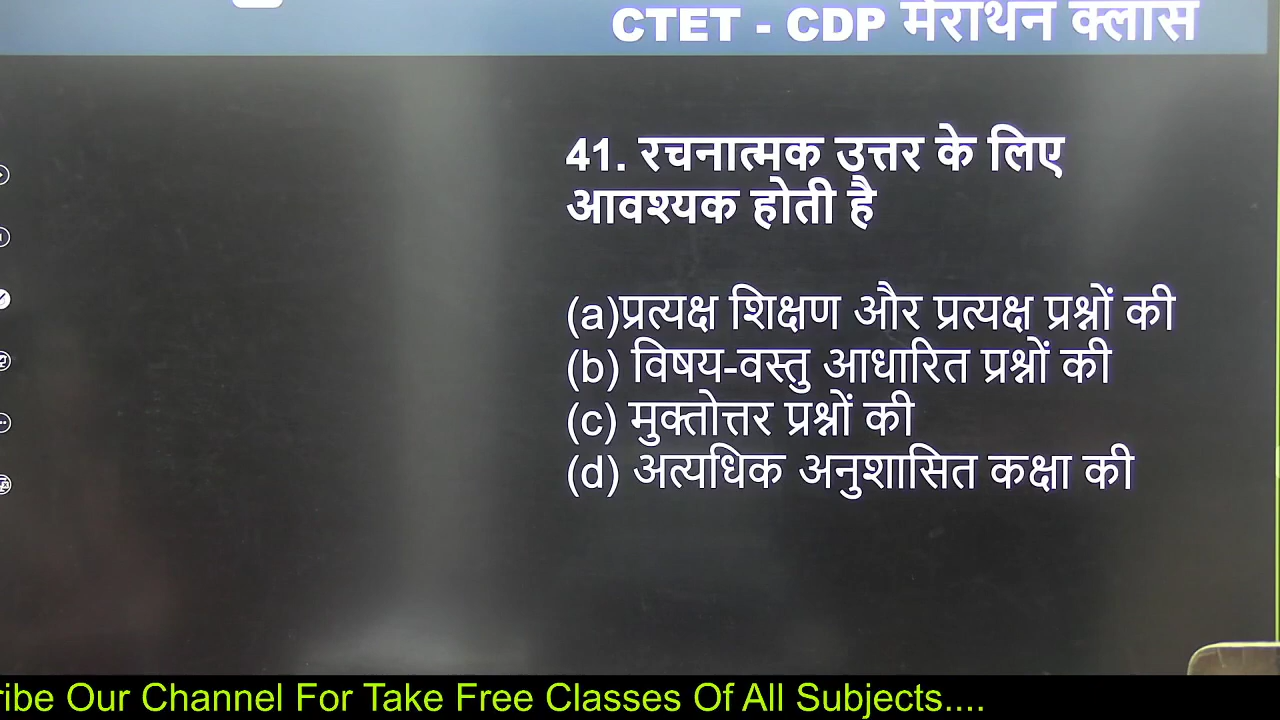 CTET - CDP मैराथन क्लास
41. रचनात्मक उत्तर के लिए
आवश्यक होती है
(a)प्रत्यक्ष शिक्षण और प्रत्यक्ष प्रश्नों की
(b) विषय-वस्तु आधारित प्रश्नों की
(c) मुक्तोत्तर प्रश्नों की
(d) अत्यधिक अनुशासित कक्षा की
ribe Our Channel For Take Free Classes Of All Subjects....